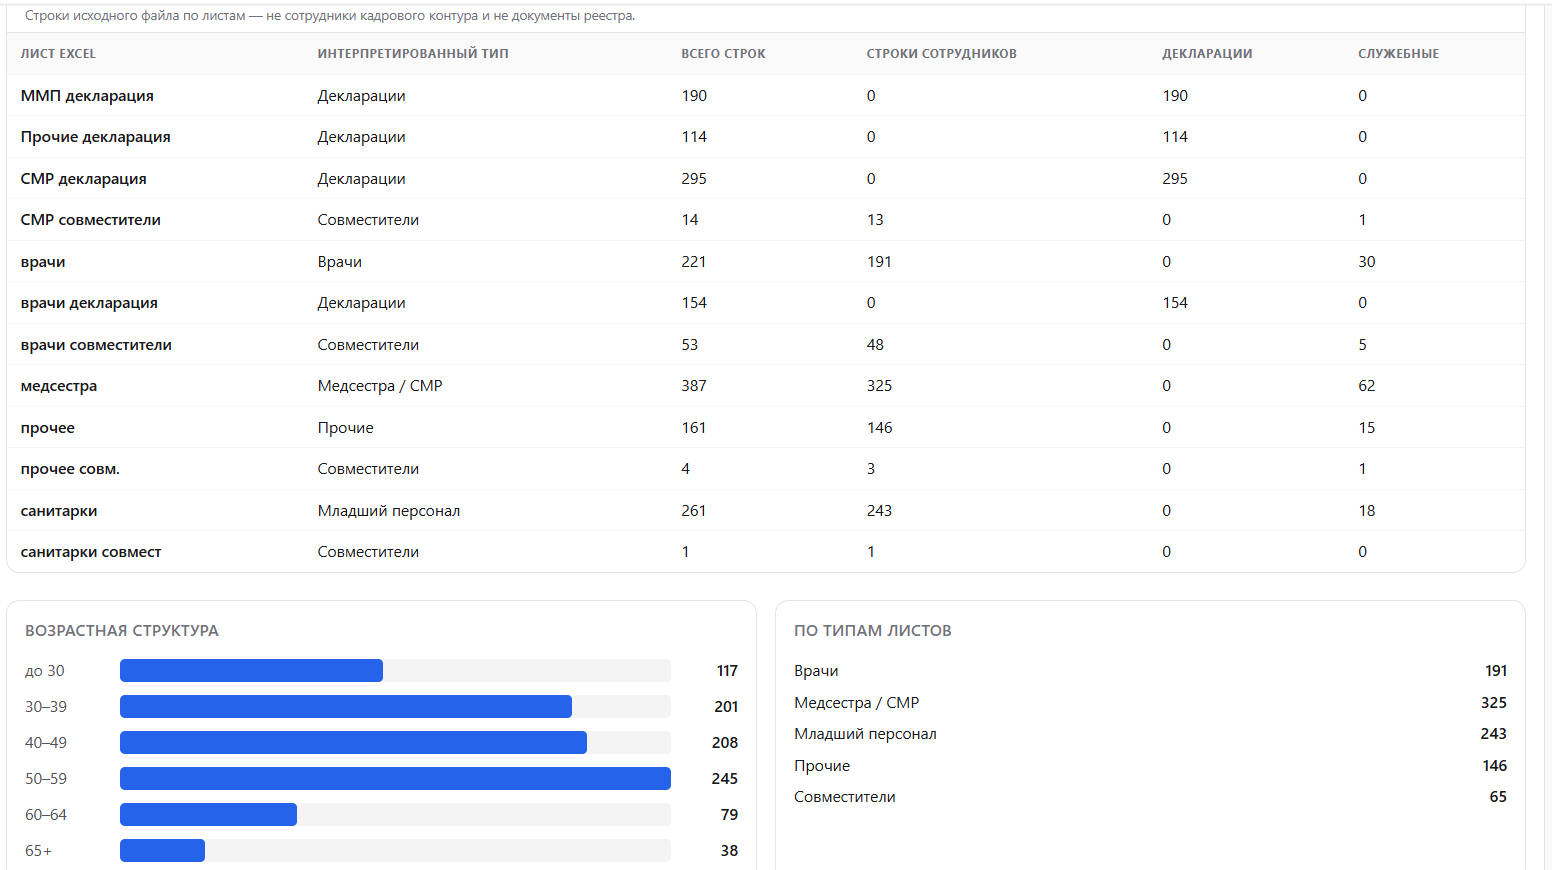 Строки исходного файла по листам — не сотрудники кадрового контура и не документы реестра.
ЛИСТ EXCEL ИНТЕРПРЕТИРОВАННЫЙ ТИП ВСЕГО СТРОК СТРОКИ СОТРУДНИКОВ ДЕКЛАРАЦИИ СЛУЖЕБНЫЕ
ММП декларация Декларации 190 0 190 0
Прочие декларация Декларации 114 0 114 0
СМР декларация Декларации 295 0 295 0
СМР совместители Совместители 14 13 0 1
врачи Врачи 221 191 0 30
врачи декларация Декларации 154 0 154 0
врачи совместители Совместители 53 48 0 5
медсестра Медсестра / СМР 387 325 0 62
прочее Прочие 161 146 0 15
прочее совм. Совместители 4 3 0 1
санитарки Младший персонал 261 243 0 18
санитарки совмест Совместители 1 1 0 0
ВОЗРАСТНАЯ СТРУКТУРА
до 30 117
30–39 201
40–49 208
50–59 245
60–64 79
65+ 38
ПО ТИПАМ ЛИСТОВ
Врачи 191
Медсестра / СМР 325
Младший персонал 243
Прочие 146
Совместители 65